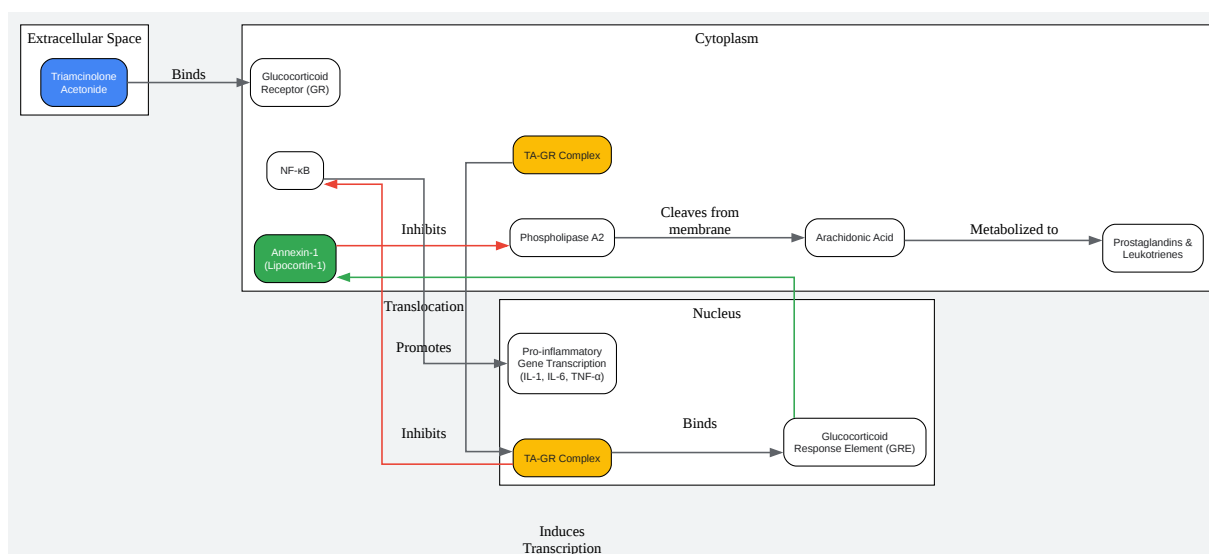 Extracellular Space
Cytoplasm
Triamcinolone
Acetonide
Binds
Glucocorticoid
Receptor (GR)
TA-GR Complex
NF-κB
Inhibits
Annexin-1
(Lipocortin-1)
Phospholipase A2
Cleaves from
membrane
Arachidonic Acid
Metabolized to
Prostaglandins &
Leukotrienes
Translocation
Nucleus
Promotes
Pro-inflammatory
Gene Transcription
(IL-1, IL-6, TNF-α)
Inhibits
TA-GR Complex
Binds
Glucocorticoid
Response Element (GRE)
Induces
Transcription